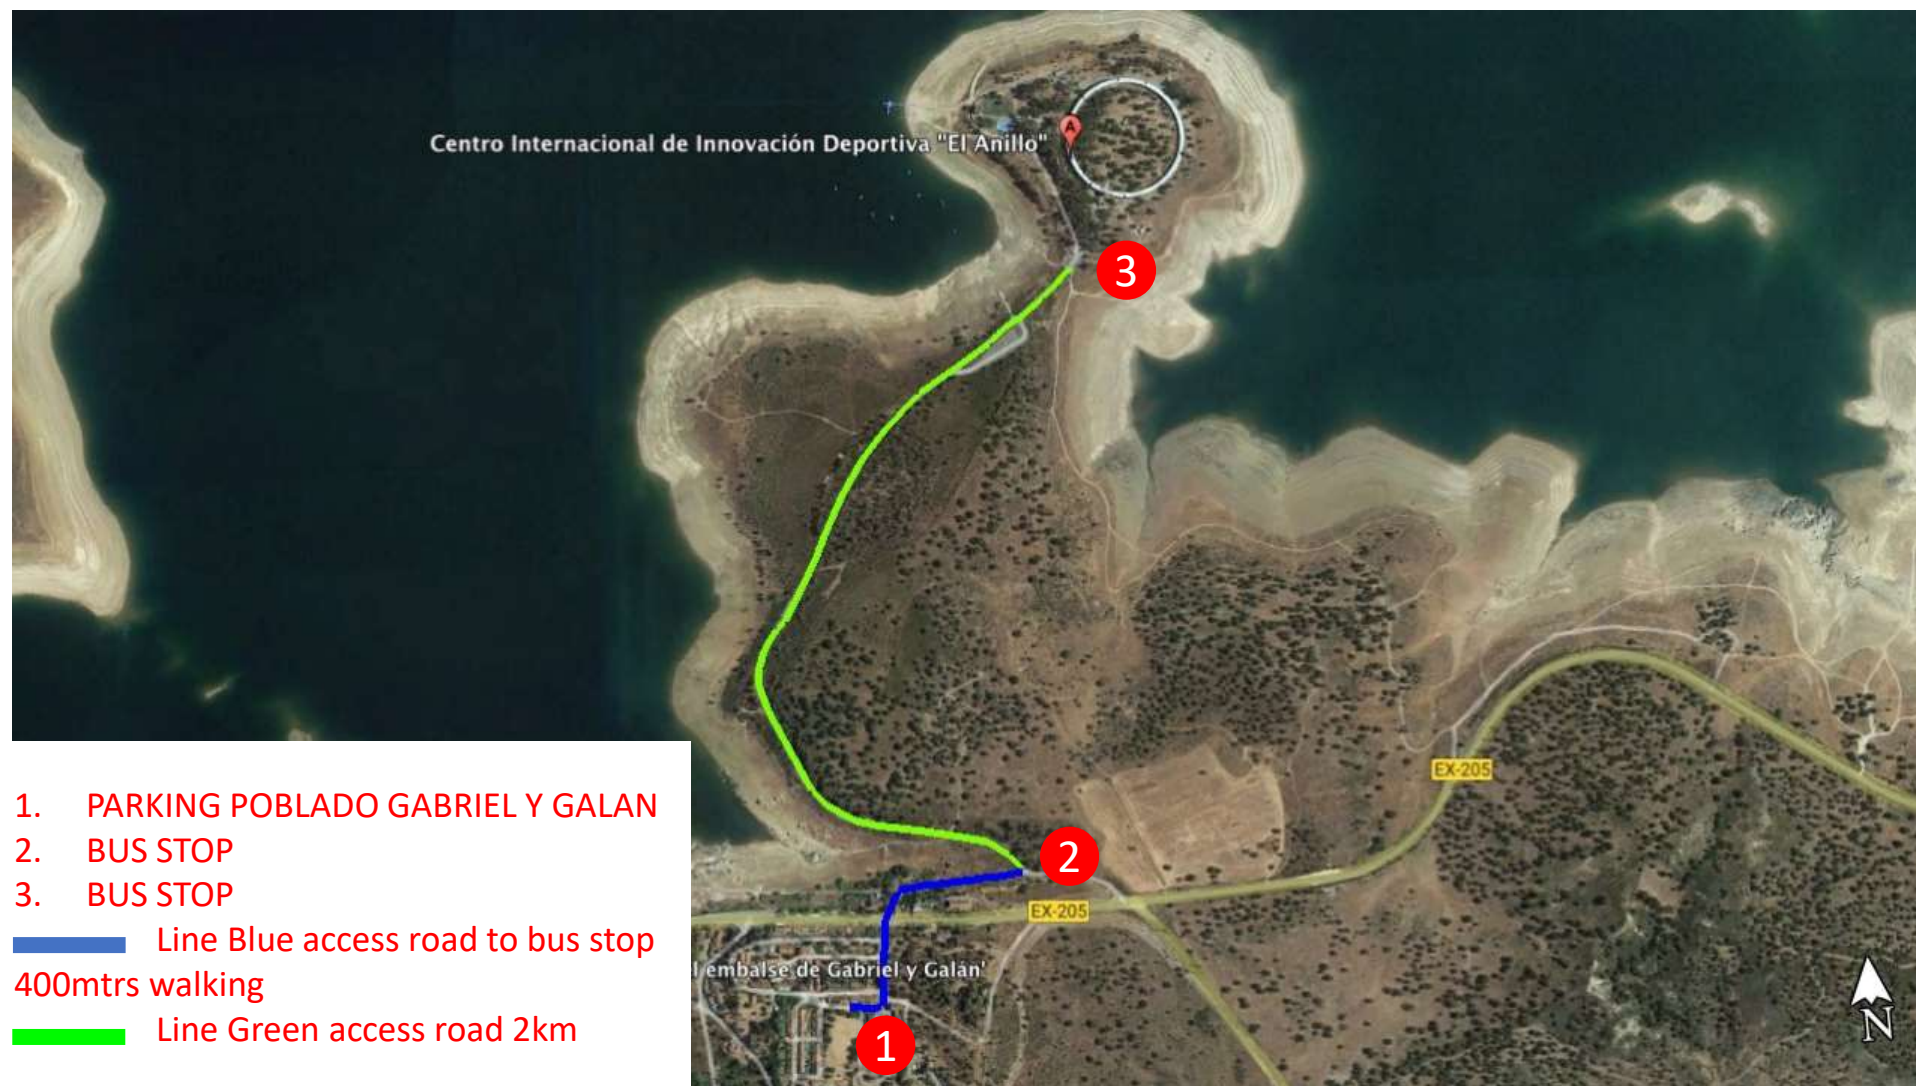 Centro Internacional de Innovación Deportiva "El Anillo"
A
3
EX-205
2
EX-205
l embalse de Gabriel y Galán'
1
N
1. PARKING POBLADO GABRIEL Y GALAN
2. BUS STOP
3. BUS STOP
Line Blue access road to bus stop
400mtrs walking
Line Green access road 2km